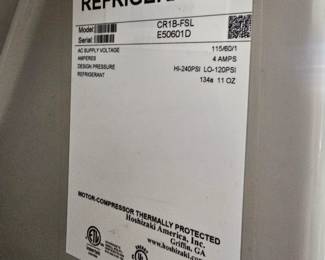 REFRIGER
Model: CR1B-FSL
Serial: E50601D
AC SUPPLY VOLTAGE 115/60/1
AMPERES 4 AMPS
DESIGN PRESSURE HI-240PSI LO-120PSI
REFRIGERANT 134a 11 OZ
MOTOR-COMPRESSOR THERMALLY PROTECTED
Hoshizaki America, Inc.
Griffin, GA
www.hoshizaki.com